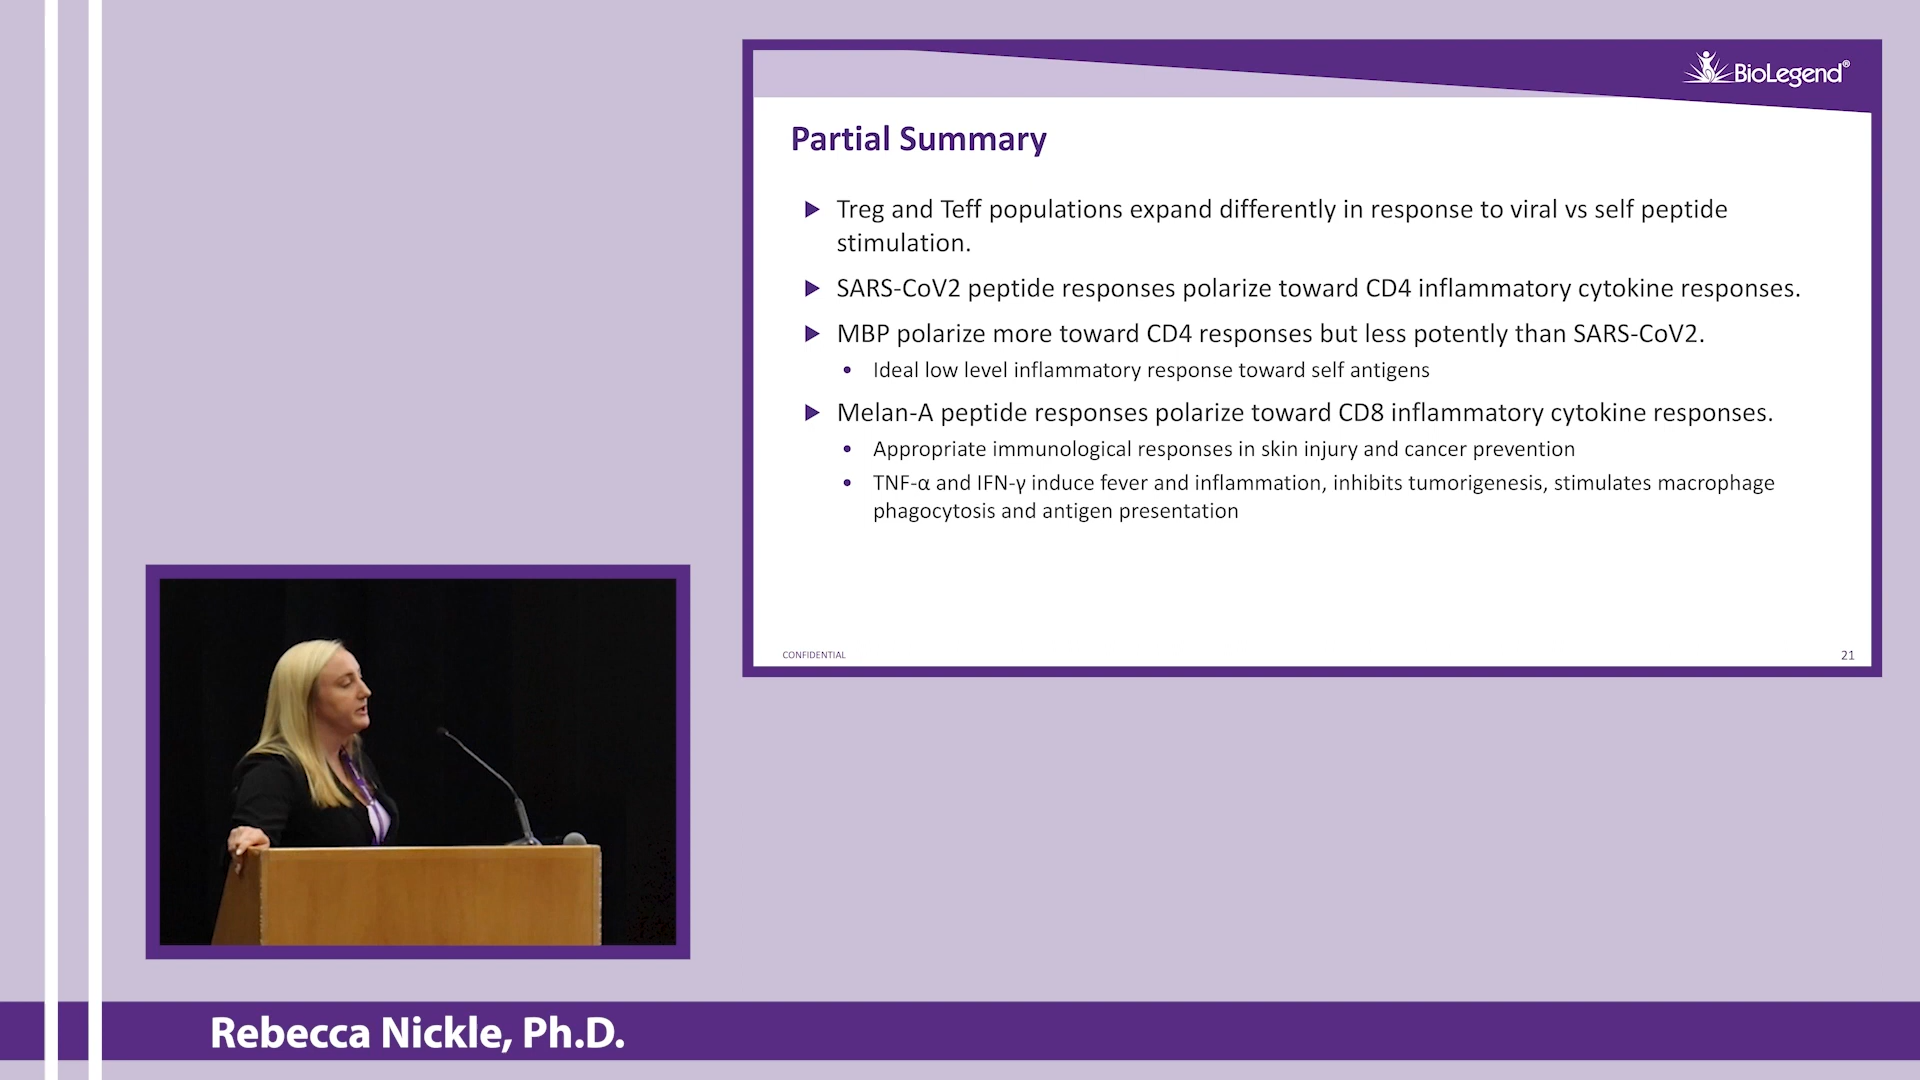 BioLegend®
Partial Summary
Treg and Teff populations expand differently in response to viral vs self peptide
stimulation.
SARS-CoV2 peptide responses polarize toward CD4 inflammatory cytokine responses.
MBP polarize more toward CD4 responses but less potently than SARS-CoV2.
Ideal low level inflammatory response toward self antigens
Melan-A peptide responses polarize toward CD8 inflammatory cytokine responses.
Appropriate immunological responses in skin injury and cancer prevention
TNF-α and IFN-γ induce fever and inflammation, inhibits tumorigenesis, stimulates macrophage
phagocytosis and antigen presentation
CONFIDENTIAL
21
Rebecca Nickle, Ph.D.